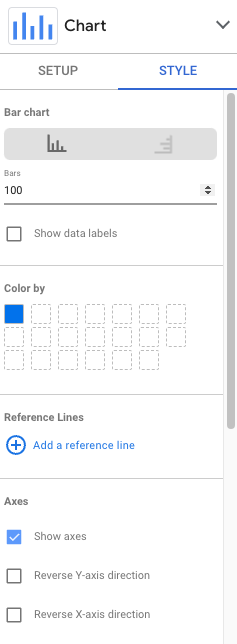 Chart
SETUP
STYLE
Bar chart
Bars
100
Show data labels
Color by
Reference Lines
Add a reference line
Axes
Show axes
Reverse Y-axis direction
Reverse X-axis direction